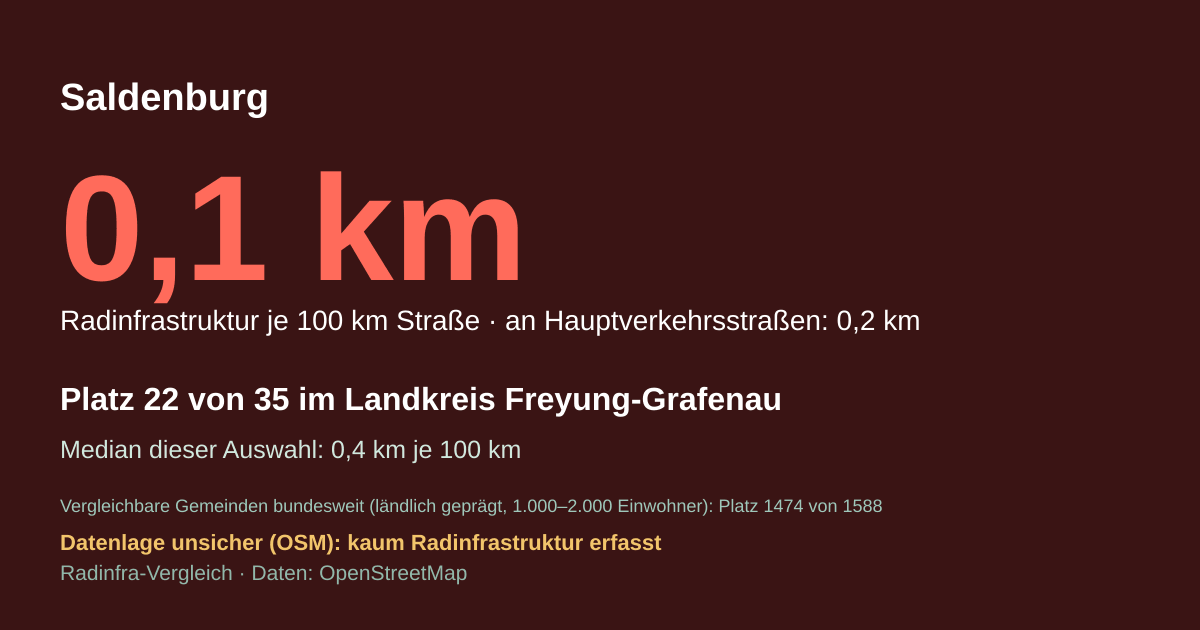 Saldenburg
0,1 km
Radinfrastruktur je 100 km Straße · an Hauptverkehrsstraßen: 0,2 km
Platz 22 von 35 im Landkreis Freyung-Grafenau
Median dieser Auswahl: 0,4 km je 100 km
Vergleichbare Gemeinden bundesweit (ländlich geprägt, 1.000–2.000 Einwohner): Platz 1474 von 1588
Datenlage unsicher (OSM): kaum Radinfrastruktur erfasst
Radinfra-Vergleich · Daten: OpenStreetMap